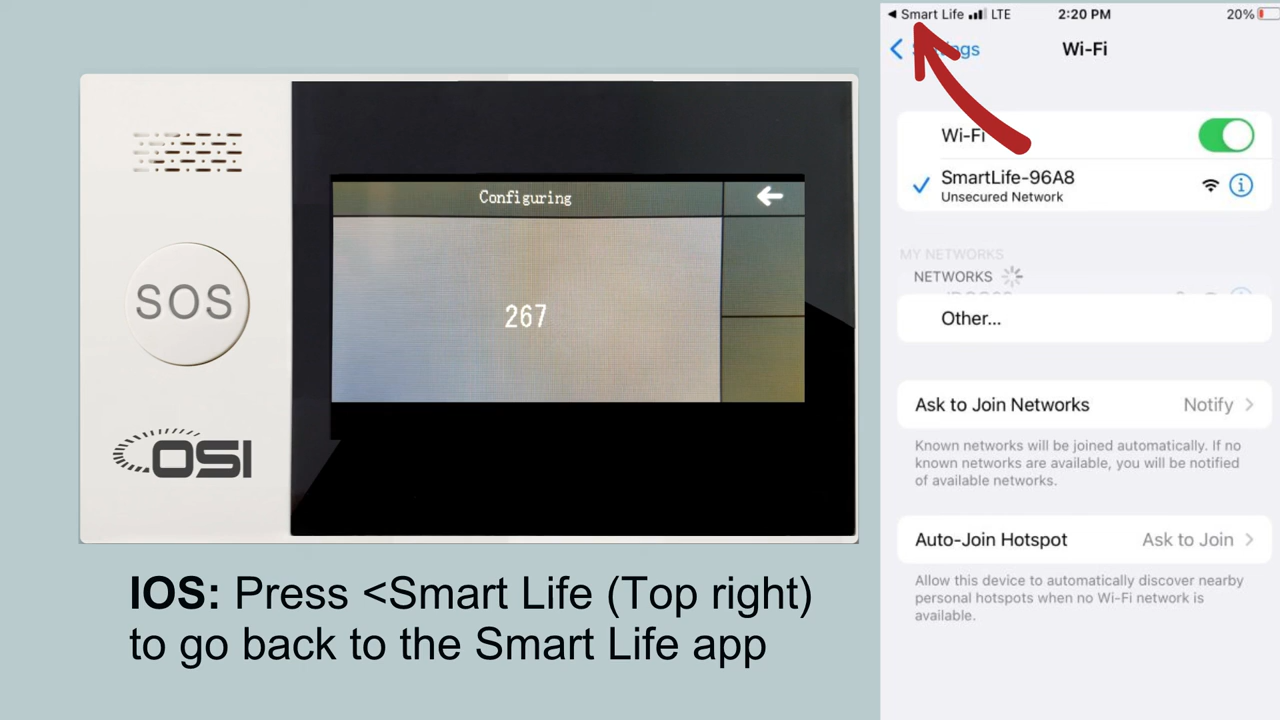 Configuring
267
SOS
OSI
IOS: Press <Smart Life (Top right)
to go back to the Smart Life app
◀ Smart Life LTE 2:20 PM 20%
Wi-Fi
Wi-Fi
SmartLife-96A8
Unsecured Network
MY NETWORKS
NETWORKS
Other...
Ask to Join Networks Notify
Known networks will be joined automatically. If no
known networks are available, you will be notified
of available networks.
Auto-Join Hotspot Ask to Join
Allow this device to automatically discover nearby
personal hotspots when no Wi-Fi network is
available.